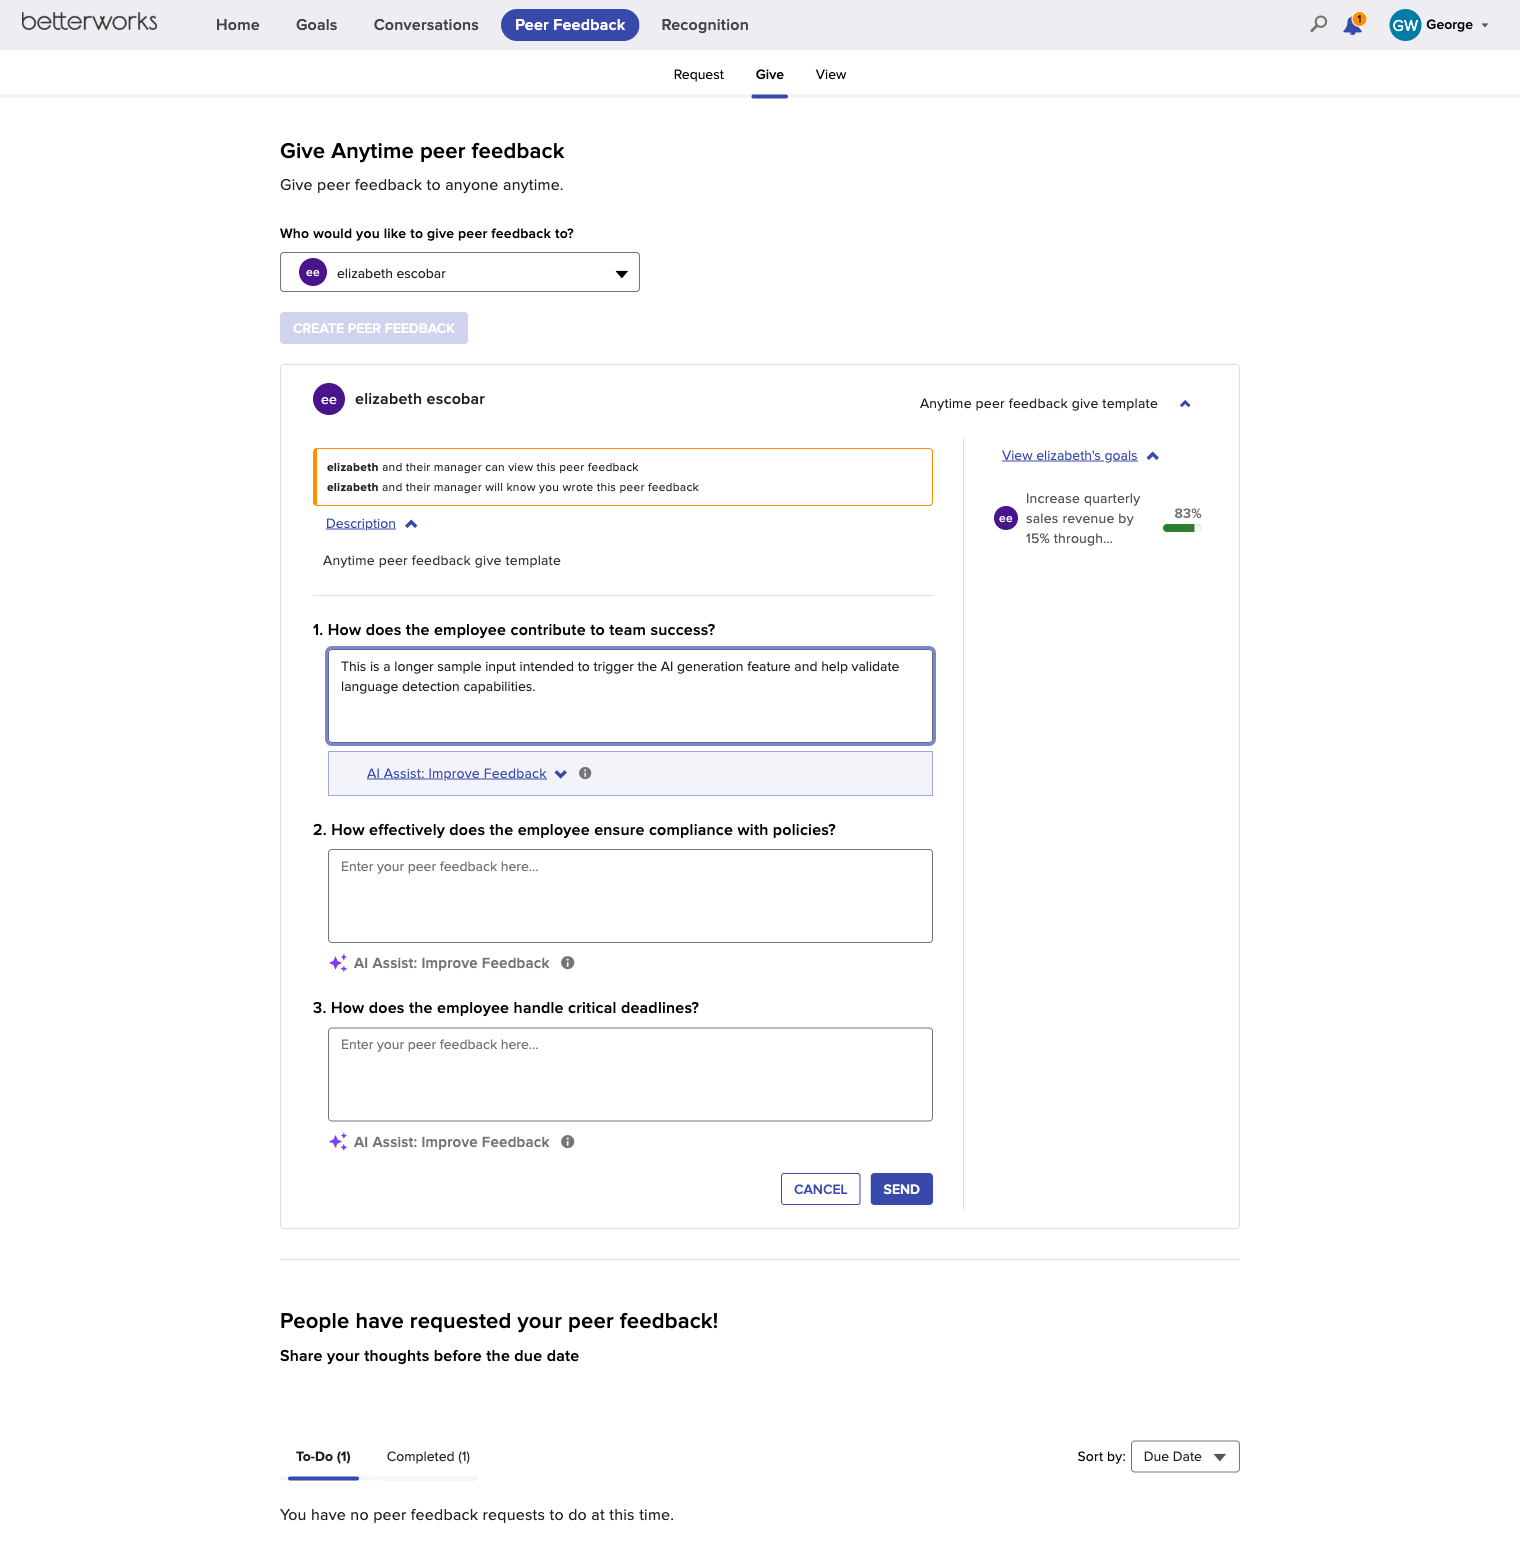 betterworks
Home Goals Conversations Peer Feedback Recognition
1
GW George
Request Give View
Give Anytime peer feedback
Give peer feedback to anyone anytime.
Who would you like to give peer feedback to?
ee elizabeth escobar
CREATE PEER FEEDBACK
ee elizabeth escobar
Anytime peer feedback give template
elizabeth and their manager can view this peer feedback
elizabeth and their manager will know you wrote this peer feedback
Description
Anytime peer feedback give template
View elizabeth's goals
ee
Increase quarterly
sales revenue by
15% through...
83%
1. How does the employee contribute to team success?
This is a longer sample input intended to trigger the AI generation feature and help validate
language detection capabilities.
AI Assist: Improve Feedback
2. How effectively does the employee ensure compliance with policies?
Enter your peer feedback here...
AI Assist: Improve Feedback
3. How does the employee handle critical deadlines?
Enter your peer feedback here...
AI Assist: Improve Feedback
CANCEL SEND
People have requested your peer feedback!
Share your thoughts before the due date
To-Do (1) Completed (1)
Sort by: Due Date
You have no peer feedback requests to do at this time.